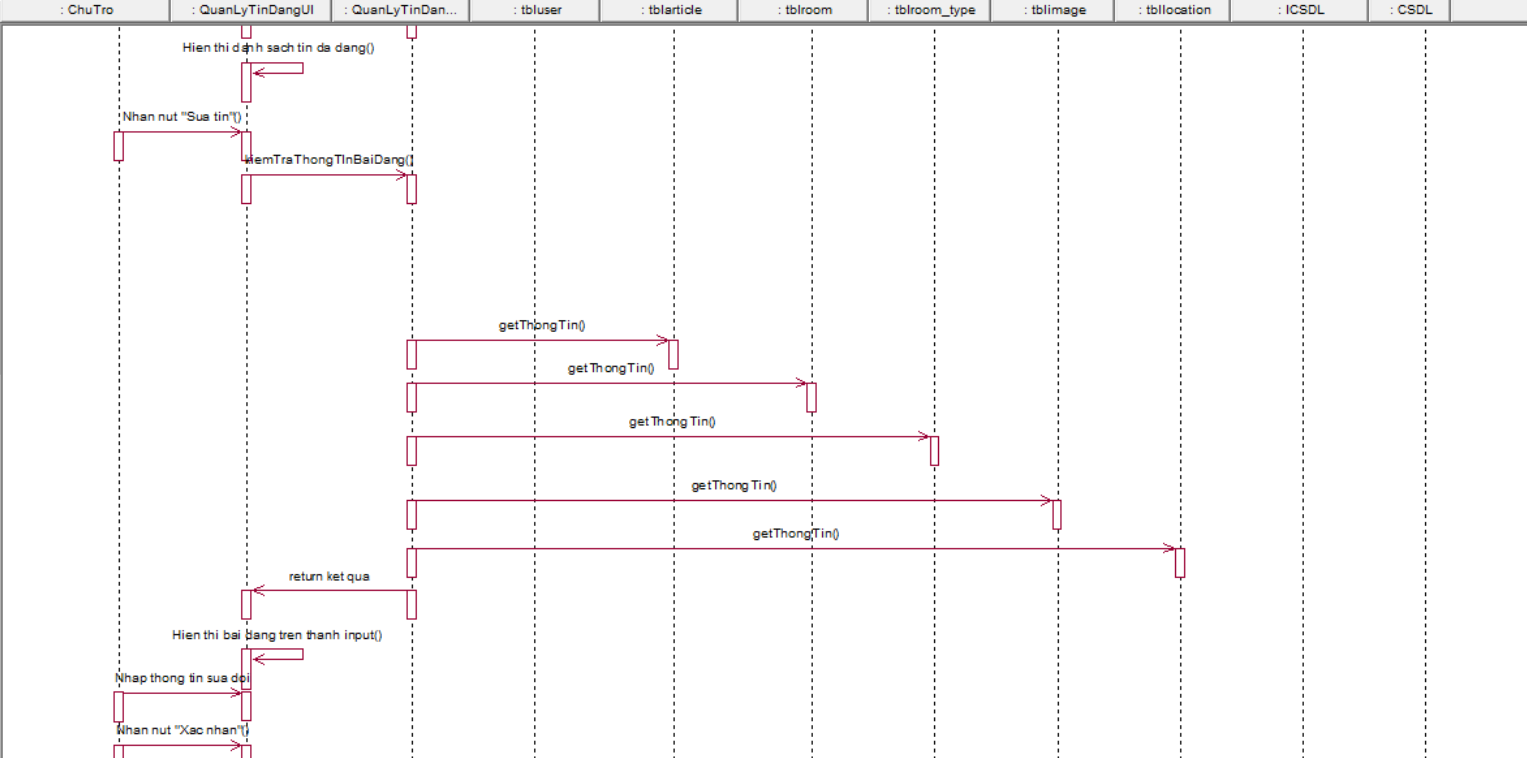 : ChuTro
: QuanLyTinDangUI
: QuanLyTinDan...
: tbluser
: tblarticle
: tblroom
: tblroom_type
: tblimage
: tbllocation
: ICSDL
: CSDL
Hien thi danh sach tin da dang()
Nhan nut "Sua tin"()
kiemTraThongTInBaiDang()
getThongTin()
getThongTin()
getThongTin()
getThongTin()
getThongTin()
return ket qua
Hien thi bai dang tren thanh input()
Nhap thong tin sua doi
Nhan nut "Xac nhan"()